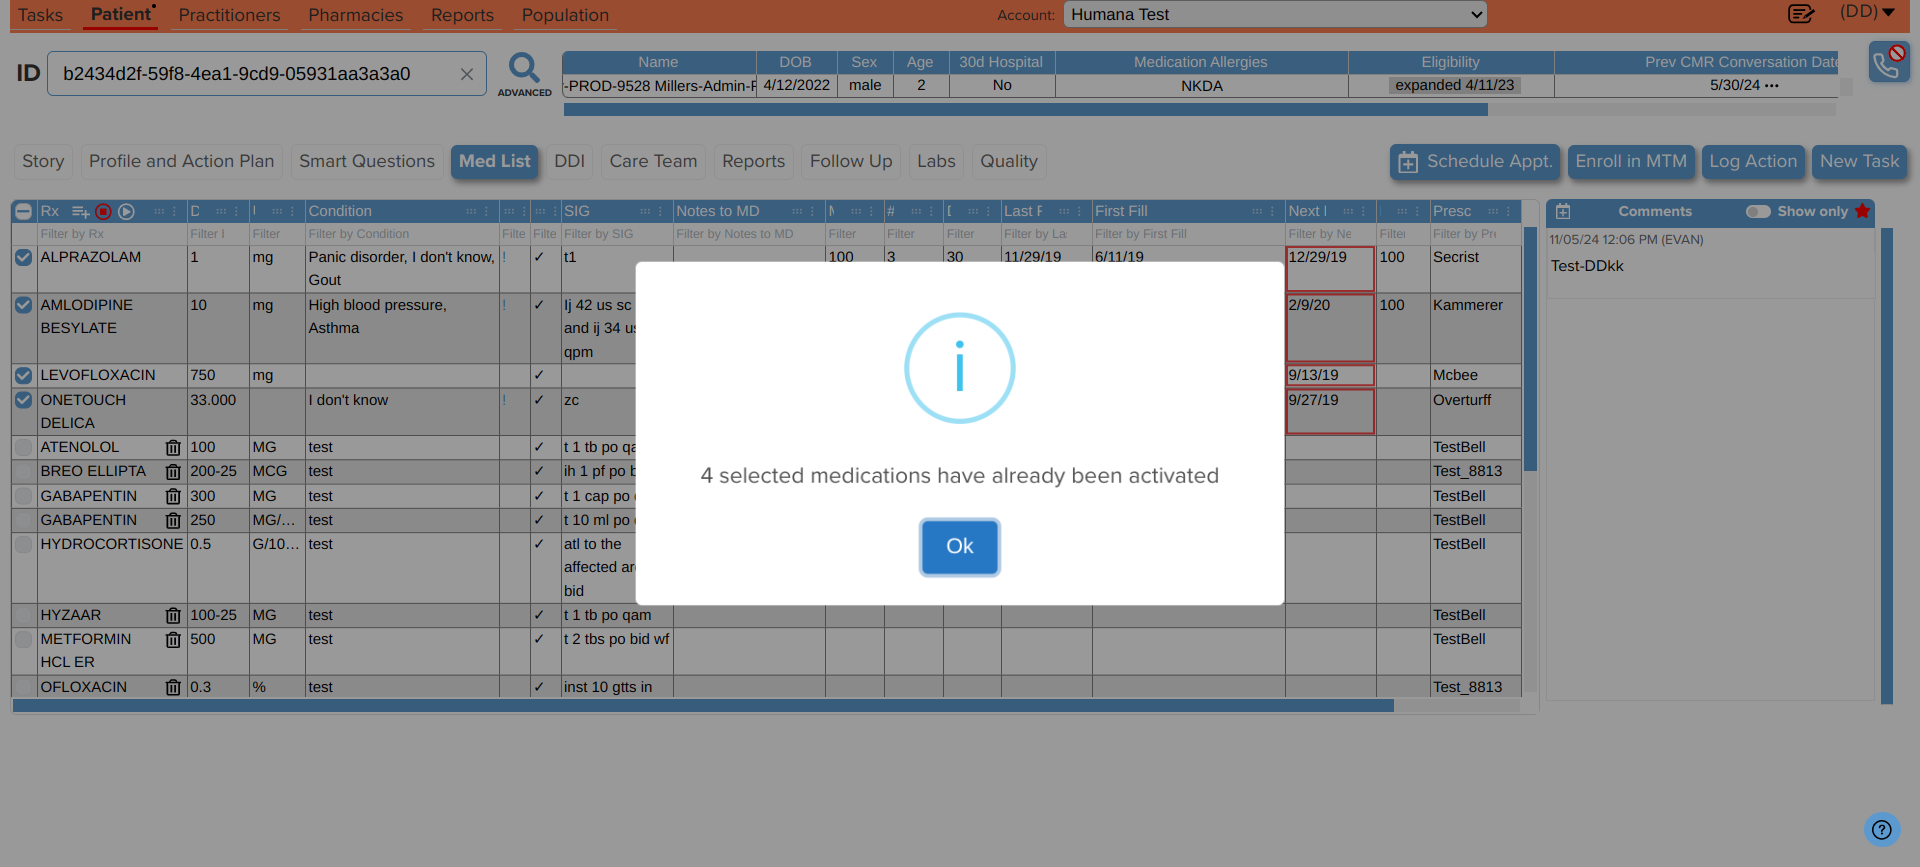 Tasks Patient Practitioners Pharmacies Reports Population Account: Humana Test (DD)
ID b2434d2f-59f8-4ea1-9cd9-05931aa3a3a0 ADVANCED
Name DOB Sex Age 30d Hospital Medication Allergies Eligibility Prev CMR Conversation Date
-PROD-9528 Millers-Admin-F 4/12/2022 male 2 No NKDA expanded 4/11/23 5/30/24 •••
Story Profile and Action Plan Smart Questions Med List DDI Care Team Reports Follow Up Labs Quality Schedule Appt. Enroll in MTM Log Action New Task
Rx Condition SIG Notes to MD # Last F First Fill Next Presc Comments Show only
Filter by Rx Filter Filter Filter by Condition Filte Filte Filter by SIG Filter by Notes to MD Filter Filter Filter Filter by La Filter by First Fill Filter by Ne Filter Filter by Pre
11/05/24 12:06 PM (EVAN)
Test-DDkk
ALPRAZOLAM 1 mg Panic disorder, I don't know, ! ✓ t1 100 3 30 11/29/19 6/11/19 12/29/19 100 Secrist
Gout
AMLODIPINE 10 mg High blood pressure, ! ✓ Ij 42 us sc 2/9/20 100 Kammerer
BESYLATE Asthma and ij 34 us
qpm
LEVOFLOXACIN 750 mg ✓ 9/13/19 Mcbee
ONETOUCH 33.000 I don't know ! ✓ zc 9/27/19 Overturff
DELICA
ATENOLOL 100 MG test ✓ t 1 tb po qa TestBell
BREO ELLIPTA 200-25 MCG test ✓ ih 1 pf po b Test_8813
GABAPENTIN 300 MG test ✓ t 1 cap po TestBell
GABAPENTIN 250 MG/... test ✓ t 10 ml po TestBell
HYDROCORTISONE 0.5 G/10... test ✓ atl to the TestBell
affected are
bid
HYZAAR 100-25 MG test ✓ t 1 tb po qam TestBell
METFORMIN 500 MG test ✓ t 2 tbs po bid wf TestBell
HCL ER
OFLOXACIN 0.3 % test ✓ inst 10 gtts in Test_8813
4 selected medications have already been activated
Ok